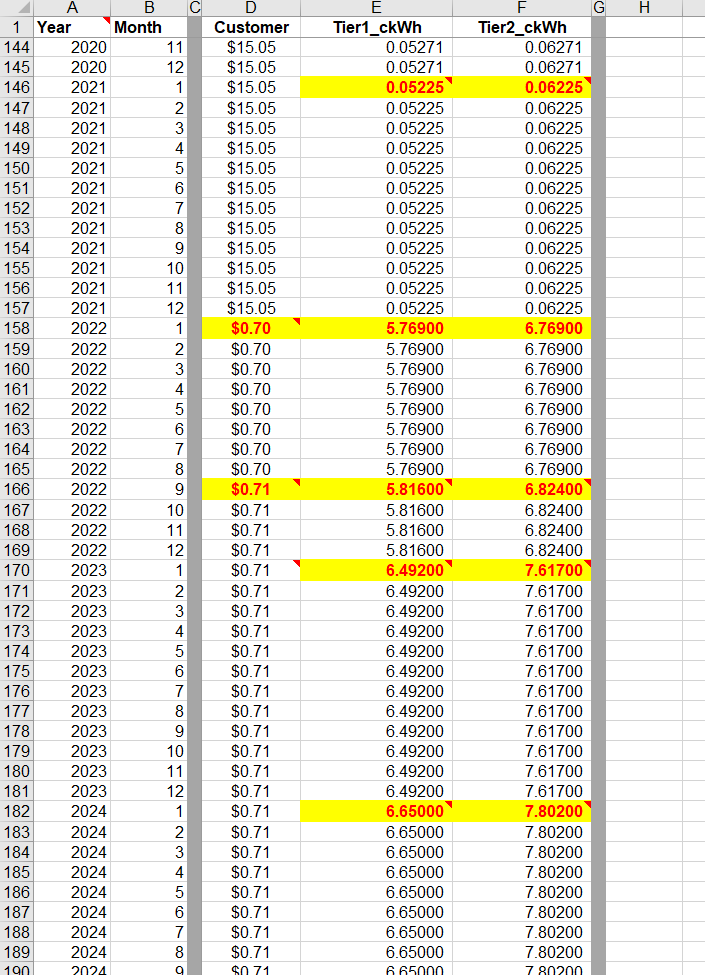 A B C D E F G H
1 Year Month Customer Tier1_ckWh Tier2_ckWh
144 2020 11 $15.05 0.05271 0.06271
145 2020 12 $15.05 0.05271 0.06271
146 2021 1 $15.05 0.05225 0.06225
147 2021 2 $15.05 0.05225 0.06225
148 2021 3 $15.05 0.05225 0.06225
149 2021 4 $15.05 0.05225 0.06225
150 2021 5 $15.05 0.05225 0.06225
151 2021 6 $15.05 0.05225 0.06225
152 2021 7 $15.05 0.05225 0.06225
153 2021 8 $15.05 0.05225 0.06225
154 2021 9 $15.05 0.05225 0.06225
155 2021 10 $15.05 0.05225 0.06225
156 2021 11 $15.05 0.05225 0.06225
157 2021 12 $15.05 0.05225 0.06225
158 2022 1 $0.70 5.76900 6.76900
159 2022 2 $0.70 5.76900 6.76900
160 2022 3 $0.70 5.76900 6.76900
161 2022 4 $0.70 5.76900 6.76900
162 2022 5 $0.70 5.76900 6.76900
163 2022 6 $0.70 5.76900 6.76900
164 2022 7 $0.70 5.76900 6.76900
165 2022 8 $0.70 5.76900 6.76900
166 2022 9 $0.71 5.81600 6.82400
167 2022 10 $0.71 5.81600 6.82400
168 2022 11 $0.71 5.81600 6.82400
169 2022 12 $0.71 5.81600 6.82400
170 2023 1 $0.71 6.49200 7.61700
171 2023 2 $0.71 6.49200 7.61700
172 2023 3 $0.71 6.49200 7.61700
173 2023 4 $0.71 6.49200 7.61700
174 2023 5 $0.71 6.49200 7.61700
175 2023 6 $0.71 6.49200 7.61700
176 2023 7 $0.71 6.49200 7.61700
177 2023 8 $0.71 6.49200 7.61700
178 2023 9 $0.71 6.49200 7.61700
179 2023 10 $0.71 6.49200 7.61700
180 2023 11 $0.71 6.49200 7.61700
181 2023 12 $0.71 6.49200 7.61700
182 2024 1 $0.71 6.65000 7.80200
183 2024 2 $0.71 6.65000 7.80200
184 2024 3 $0.71 6.65000 7.80200
185 2024 4 $0.71 6.65000 7.80200
186 2024 5 $0.71 6.65000 7.80200
187 2024 6 $0.71 6.65000 7.80200
188 2024 7 $0.71 6.65000 7.80200
189 2024 8 $0.71 6.65000 7.80200
190 2024 9 $0.71 6.65000 7.80200